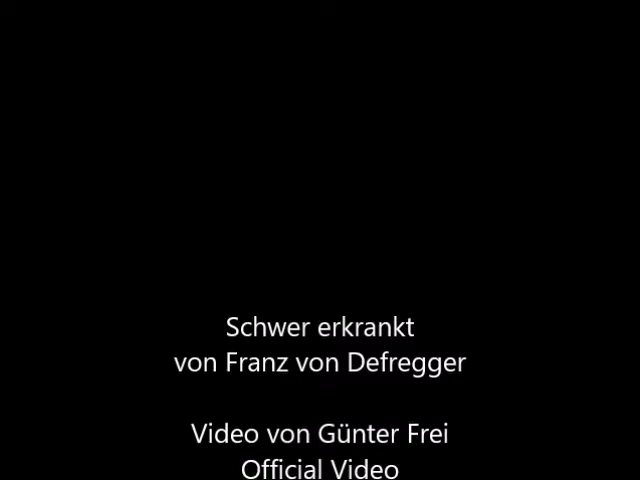 Schwer erkrankt
von Franz von Defregger
Video von Günter Frei
Official Video